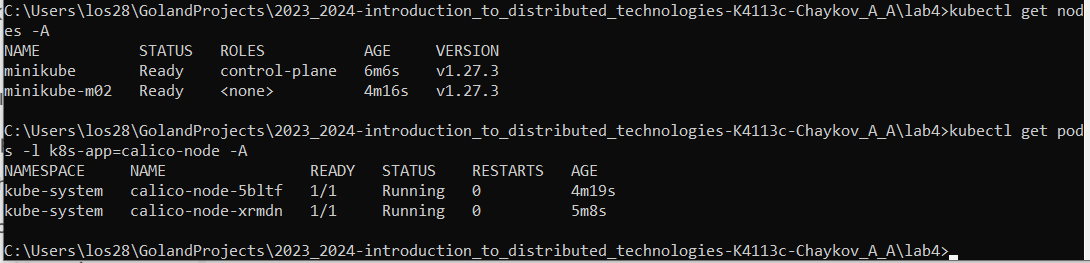 C:\Users\los28\GolandProjects\2023_2024-introduction_to_distributed_technologies-K4113c-Chaykov_A_A\lab4>kubectl get nod
es -A
NAME STATUS ROLES AGE VERSION
minikube Ready control-plane 6m6s v1.27.3
minikube-m02 Ready <none> 4m16s v1.27.3
C:\Users\los28\GolandProjects\2023_2024-introduction_to_distributed_technologies-K4113c-Chaykov_A_A\lab4>kubectl get pod
s -l k8s-app=calico-node -A
NAMESPACE NAME READY STATUS RESTARTS AGE
kube-system calico-node-5bltf 1/1 Running 0 4m19s
kube-system calico-node-xrmdn 1/1 Running 0 5m8s
C:\Users\los28\GolandProjects\2023_2024-introduction_to_distributed_technologies-K4113c-Chaykov_A_A\lab4>